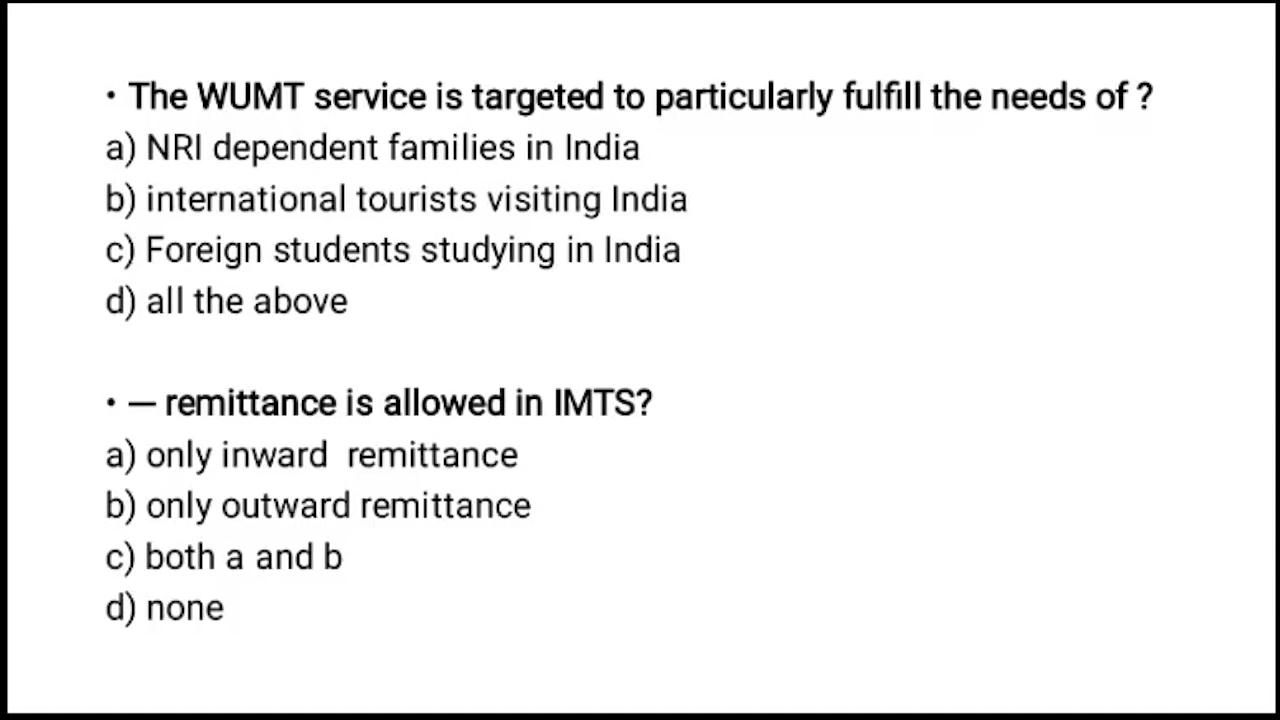 • The WUMT service is targeted to particularly fulfill the needs of ?
a) NRI dependent families in India
b) international tourists visiting India
c) Foreign students studying in India
d) all the above
• — remittance is allowed in IMTS?
a) only inward  remittance
b) only outward remittance
c) both a and b
d) none